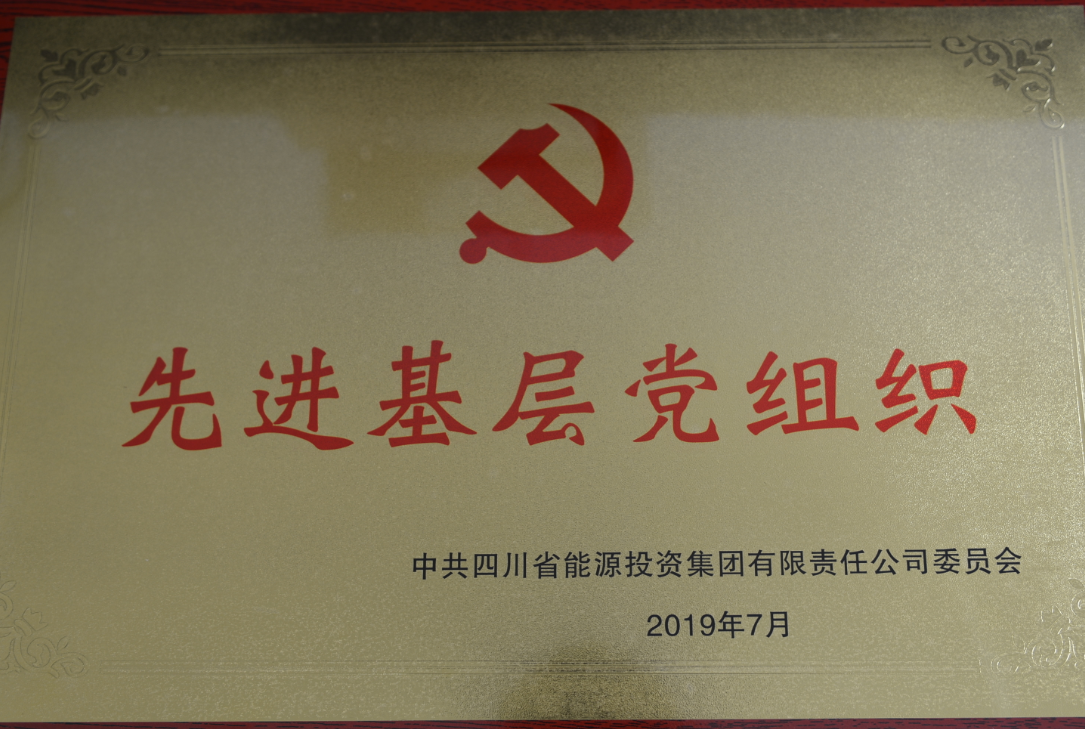 先进基层党组织
中共四川省能源投资集团有限责任公司委员会
2019年7月